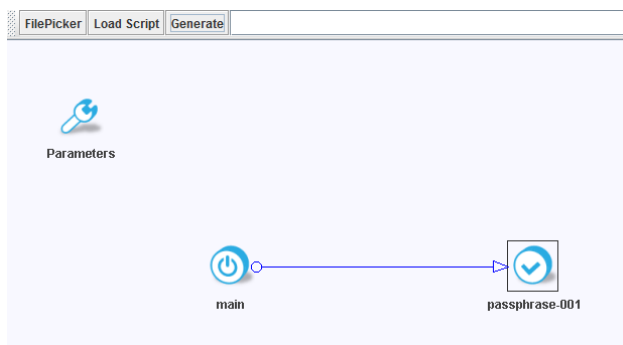 FilePicker Load Script Generate
Parameters
main passphrase-001